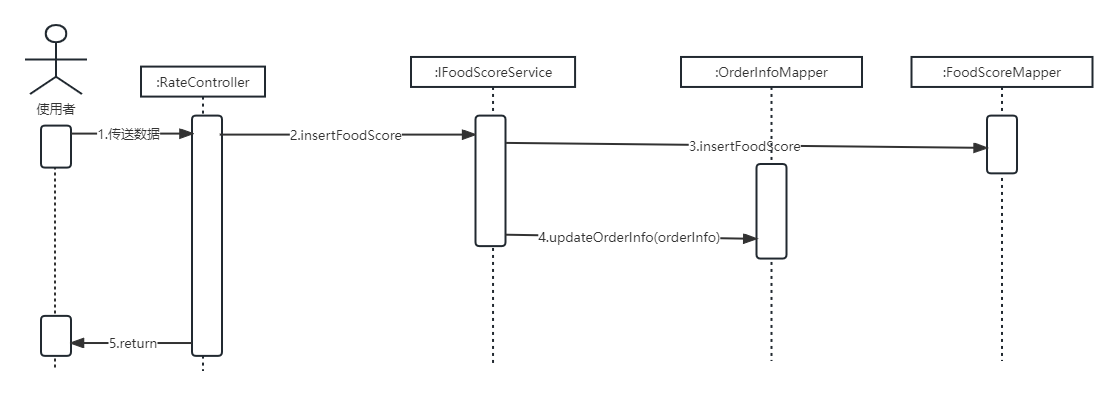 使用者
:RateController
:IFoodScoreService
:OrderInfoMapper
:FoodScoreMapper
1.传送数据
2.insertFoodScore
3.insertFoodScore
4.updateOrderInfo(orderInfo)
5.return